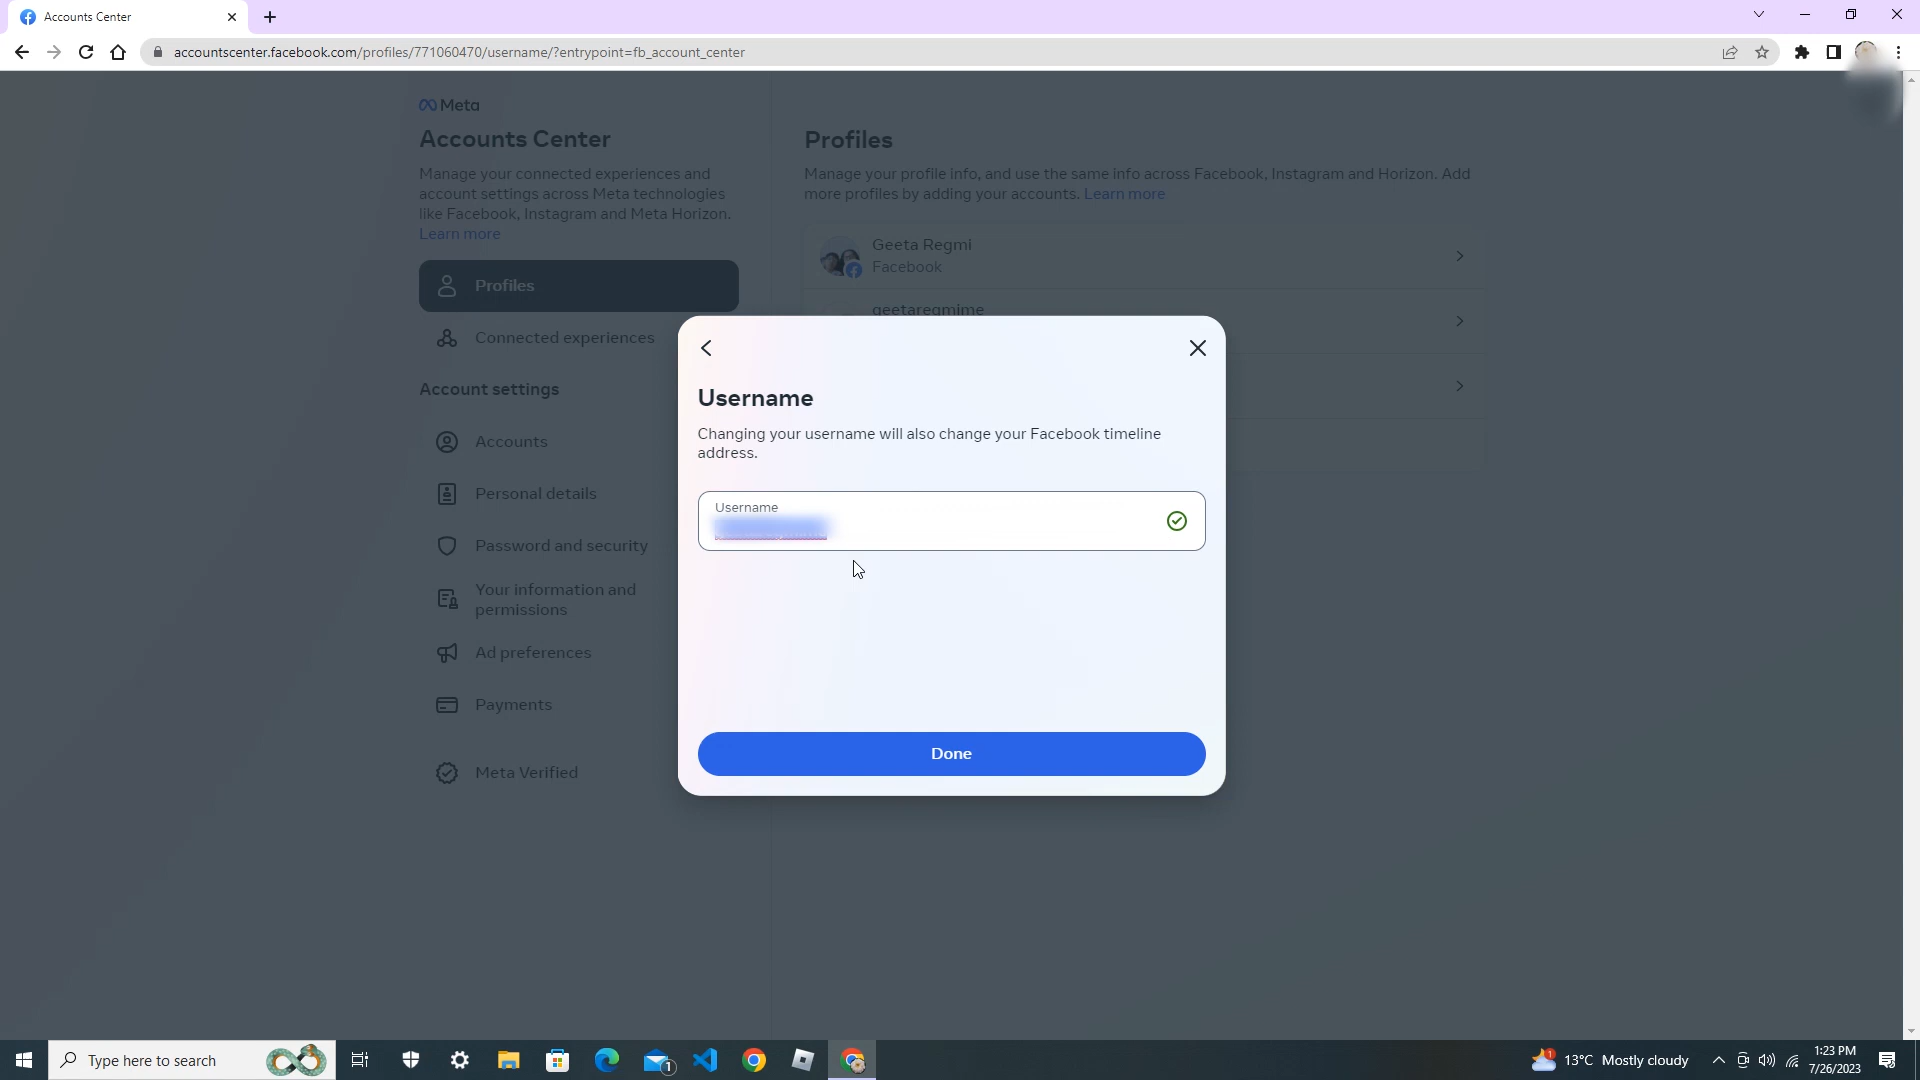 Accounts Center
accountscenter.facebook.com/profiles/771060470/username/?entrypoint=fb_account_center
Meta
Accounts Center
Manage your connected experiences and
account settings across Meta technologies
like Facebook, Instagram and Meta Horizon.
Learn more
Profiles
Connected experiences
Account settings
Accounts
Personal details
Password and security
Your information and
permissions
Ad preferences
Payments
Meta Verified
Profiles
Manage your profile info, and use the same info across Facebook, Instagram and Horizon. Add
more profiles by adding your accounts. Learn more
Geeta Regmi
Facebook
geetaregmime
Username
Changing your username will also change your Facebook timeline
address.
Username
Done
Type here to search
1
1
13°C Mostly cloudy
1:23 PM
7/26/2023